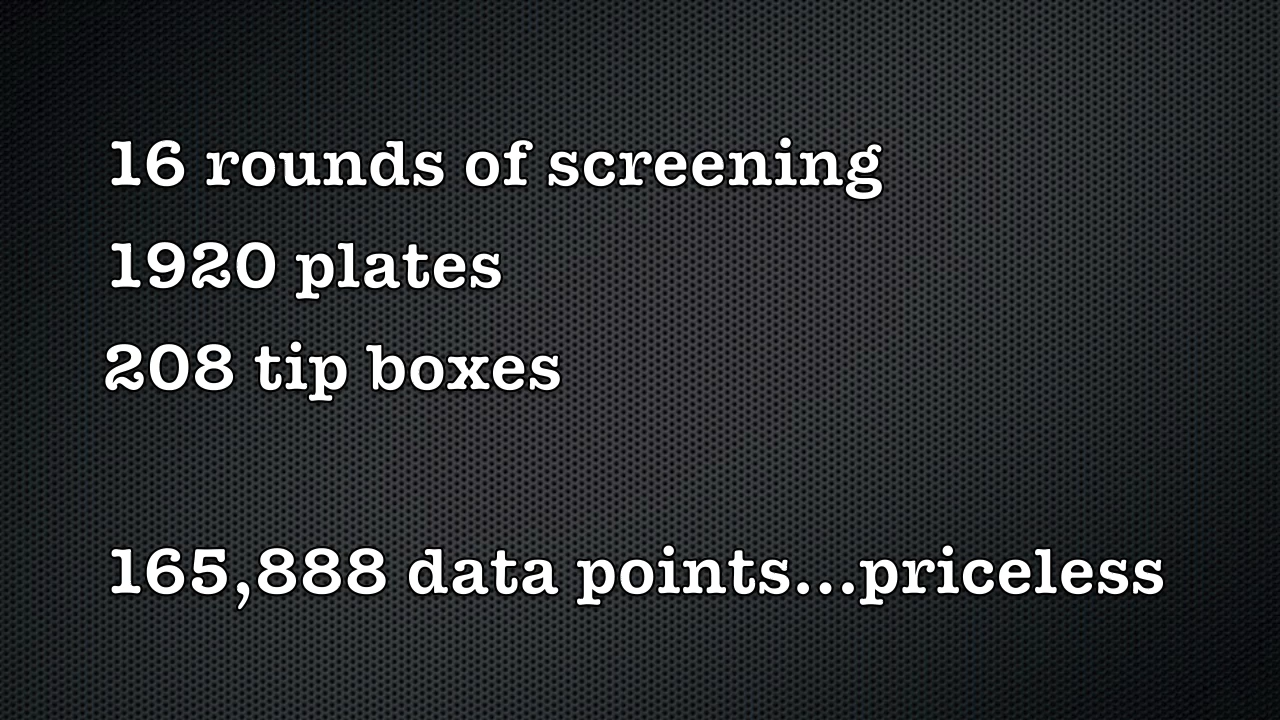 16 rounds of screening
1920 plates
208 tip boxes
165,888 data points...priceless